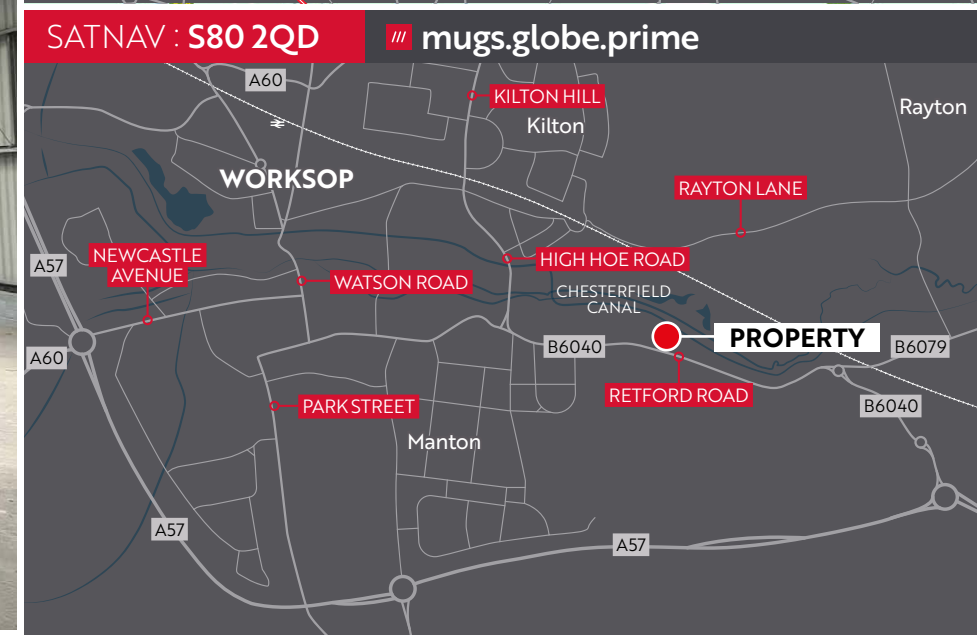 SATNAV : S80 2QD
/// mugs.globe.prime
A60
KILTON HILL
Kilton
Rayton
WORKSOP
RAYTON LANE
NEWCASTLE
AVENUE
A57
WATSON ROAD
HIGH HOE ROAD
CHESTERFIELD
CANAL
PROPERTY
A60
B6040
B6079
RETFORD ROAD
B6040
PARK STREET
Manton
A57
A57